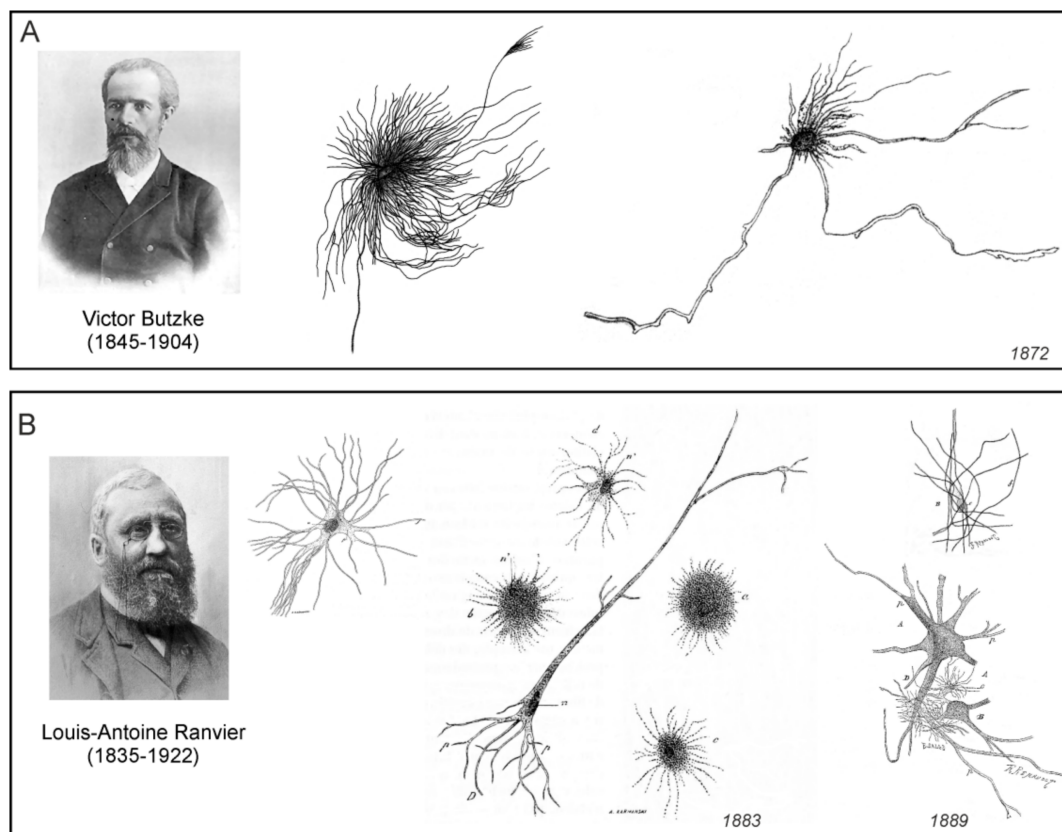 A
Victor Butzke
(1845-1904)
1872
B
Louis-Antoine Ranvier
(1835-1922)
d
n'
n'
b
a
n
p
p
D
c
1883
p
A
p
D
A
B
p
1889